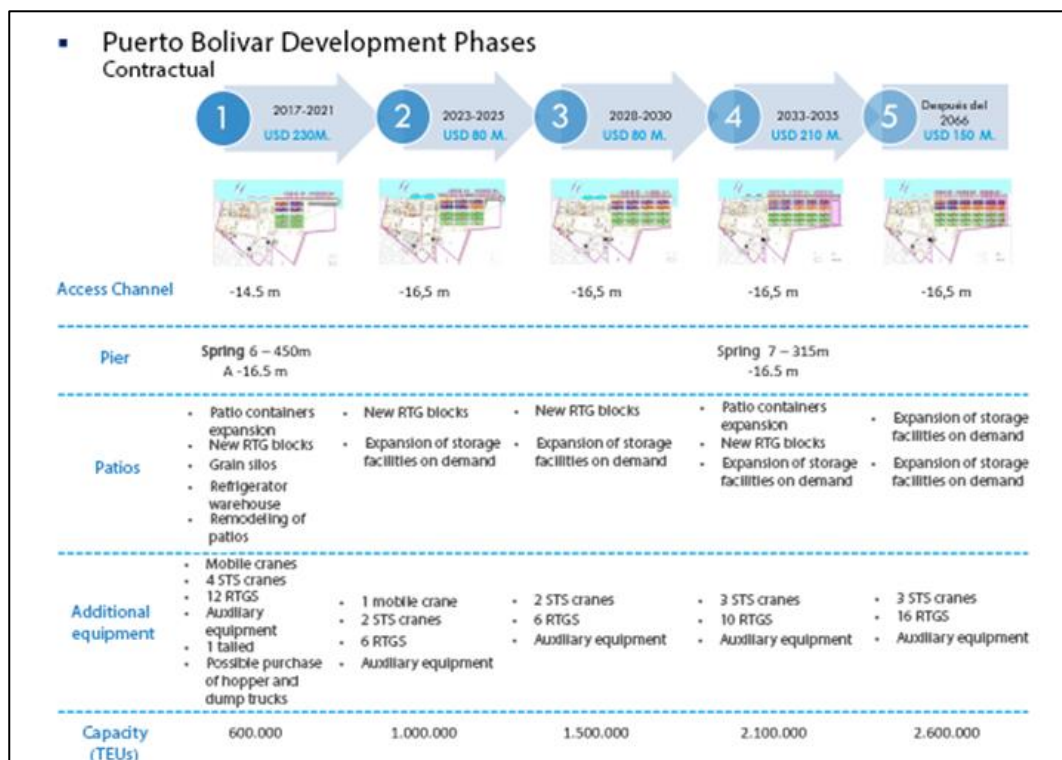 ▪ Puerto Bolivar Development Phases
Contractual
1 2017-2021
USD 230M.
2 2023-2025
USD 80 M.
3 2028-2030
USD 80 M.
4 2033-2035
USD 210 M.
5 Después del
2066
USD 150 M.
Access Channel -14.5 m -16,5 m -16,5 m -16,5 m -16,5 m
Pier
Spring 6 – 450m
A -16.5 m
Spring 7 – 315m
-16.5 m
Patios
• Patio containers
expansion
• New RTG blocks
• Grain silos
• Refrigerator
warehouse
• Remodeling of
patios
• New RTG blocks
• Expansion of storage
facilities on demand
• New RTG blocks
• Expansion of storage
facilities on demand
• Patio containers
expansion
• New RTG blocks
• Expansion of storage
facilities on demand
• Expansion of storage
facilities on demand
• Expansion of storage
facilities on demand
Additional
equipment
• Mobile cranes
• 4 STS cranes
• 12 RTGS
• Auxiliary
equipment
• 1 tailed
• Possible purchase
of hopper and
dump trucks
• 1 mobile crane
• 2 STS cranes
• 6 RTGS
• Auxiliary equipment
• 2 STS cranes
• 6 RTGS
• Auxiliary equipment
• 3 STS cranes
• 10 RTGS
• Auxiliary equipment
• 3 STS cranes
• 16 RTGS
• Auxiliary equipment
Capacity
(TEUs)
600.000 1.000.000 1.500.000 2.100.000 2.600.000